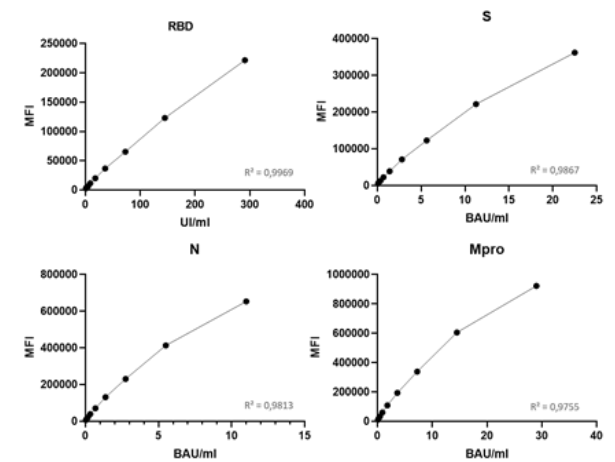 RBD
250000
200000
150000
100000
50000
0
MFI
0 100 200 300 400
UI/ml
R² = 0,9969
S
400000
300000
200000
100000
0
MFI
0 5 10 15 20 25
BAU/ml
R² = 0,9867
N
800000
600000
400000
200000
0
MFI
0 5 10 15
BAU/ml
R² = 0,9813
Mpro
1000000
800000
600000
400000
200000
0
MFI
0 10 20 30 40
BAU/ml
R² = 0,9755